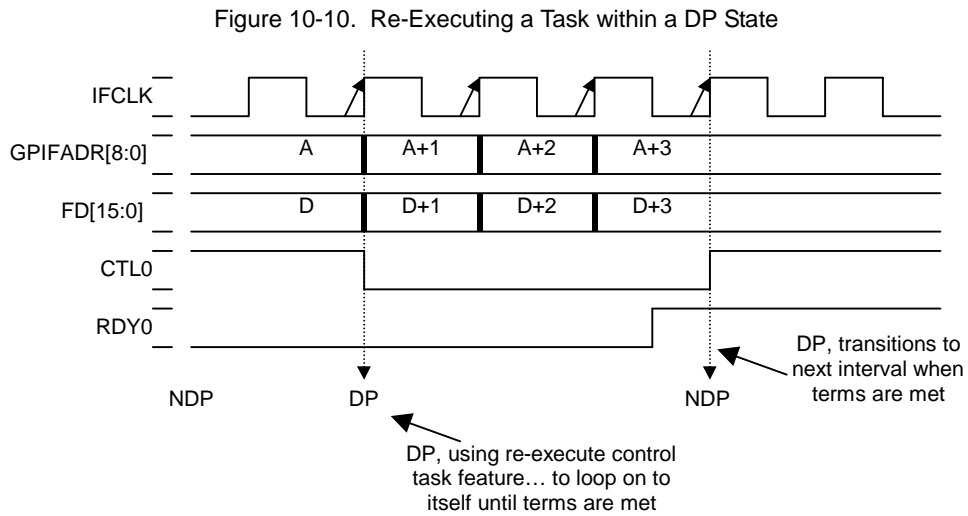 Figure 10-10. Re-Executing a Task within a DP State
IFCLK
GPIFADR[8:0]
A
A+1
A+2
A+3
FD[15:0]
D
D+1
D+2
D+3
CTL0
RDY0
DP, transitions to
next interval when
terms are met
NDP
DP
NDP
DP, using re-execute control
task feature… to loop on to
itself until terms are met